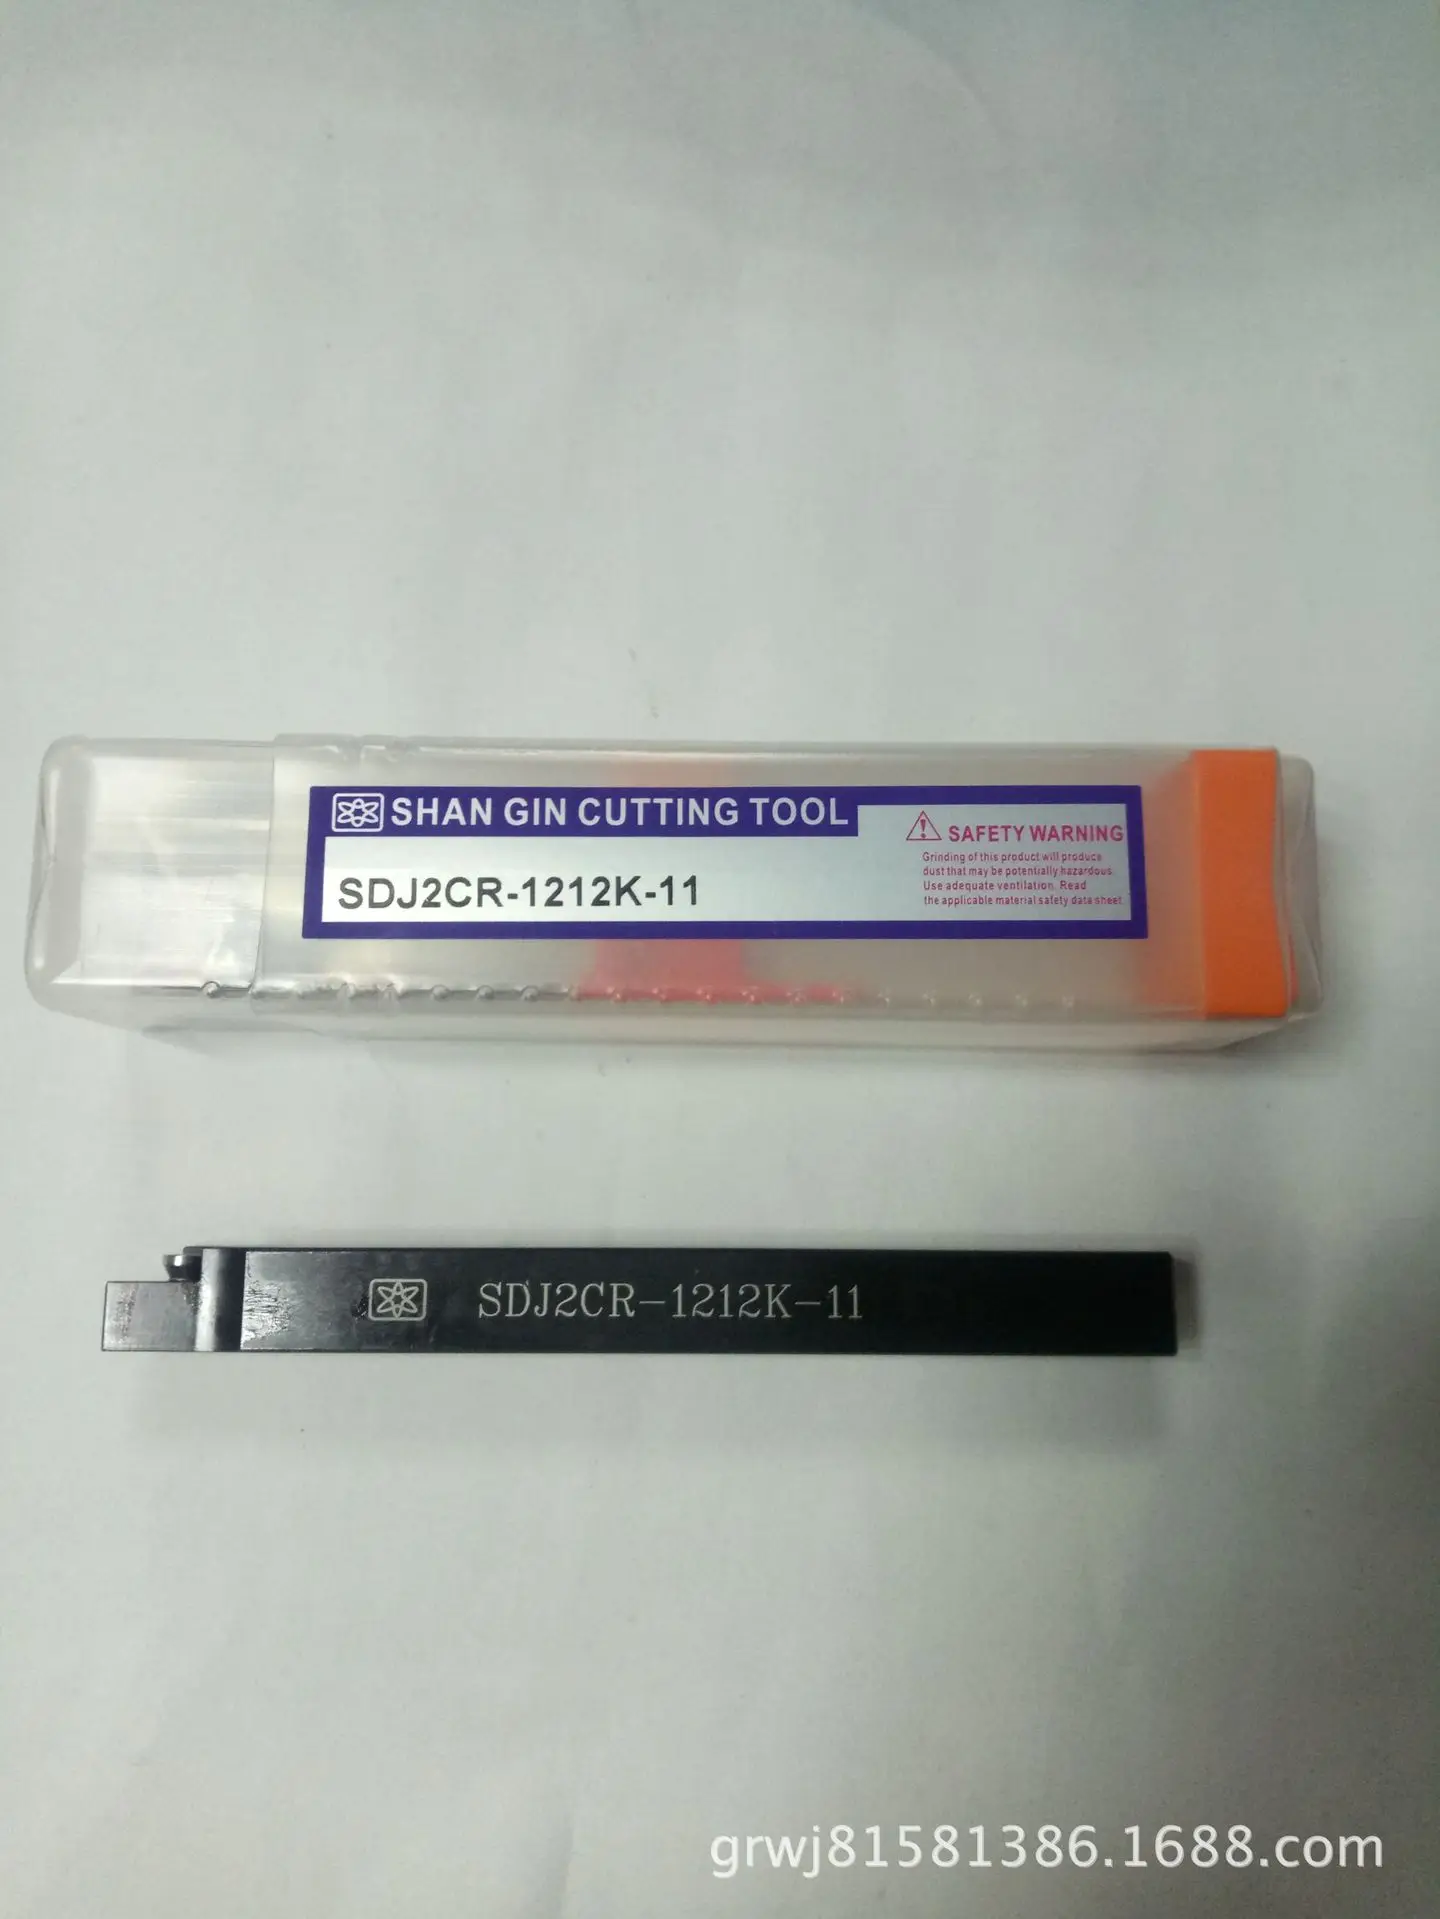 SHAN GIN CUTTING TOOL
SDJ2CR-1212K-11
SAFETY WARNING
Grinding of this product will produce
dust that may be potentially hazardous.
Use adequate ventilation. Read
the applicable material safety data sheet.
SDJ2CR-1212K-11
grwj81581386.1688.com